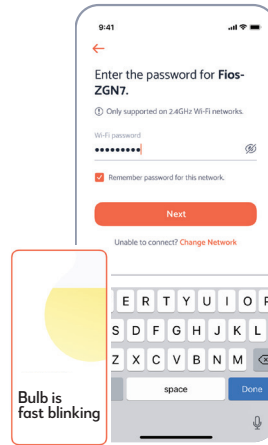 9:41
Enter the password for Fios-
ZGN7.
Only supported on 2.4GHz Wi-Fi networks.
Wi-Fi password
•••••••••
Remember password for this network.
Next
Unable to connect? Change Network
E R T Y U I O P
S D F G H J K L
Z X C V B N M
space Done
Bulb is
fast blinking